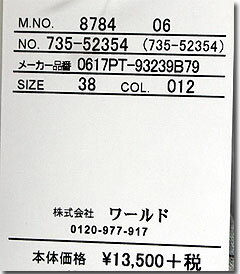 M.NO. 8784 06
NO. 735-52354 (735-52354)
メーカー品番 0617PT-93239B79
SIZE 38 COL. 012
株式会社 ワールド
0120-977-917
本体価格 ¥13,500+税